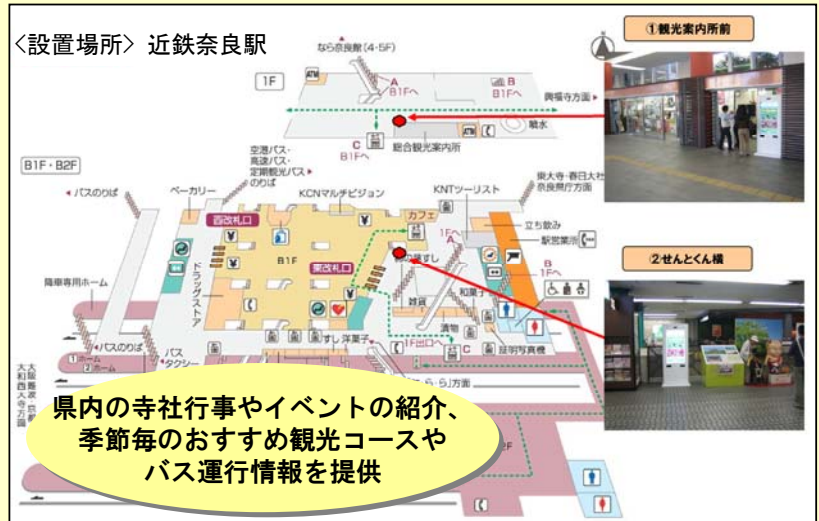 <設置場所> 近鉄奈良駅
①観光案内所前
なら奈良館(4・5F)
1F
ATM
A
B1Fへ
B
B1Fへ
興福寺方面
C
B1Fへ
総合観光案内所
ATM
噴水
B1F・B2F
空港バス・
高速バス・
定期観光バス
のりば
バスのりば
ベーカリー
KCNマルチビジョン
KNTツーリスト
東大寺・春日大社
奈良県庁方面
西改札口
カフェ
1Fへ
A
立ち飲み
駅営業所
B1F
東改札口
ドラッグストア
B
1Fへ
②せんとくん横
降車専用ホーム
和菓子
雑貨
漬物
バスのりば
バス
タクシー
すし
洋菓子
1F出口へ
C
証明写真機
1ホーム
2ホーム
大阪難波・京都
大和西大寺方面
県内の寺社行事やイベントの紹介、
季節毎のおすすめ観光コースや
バス運行情報を提供